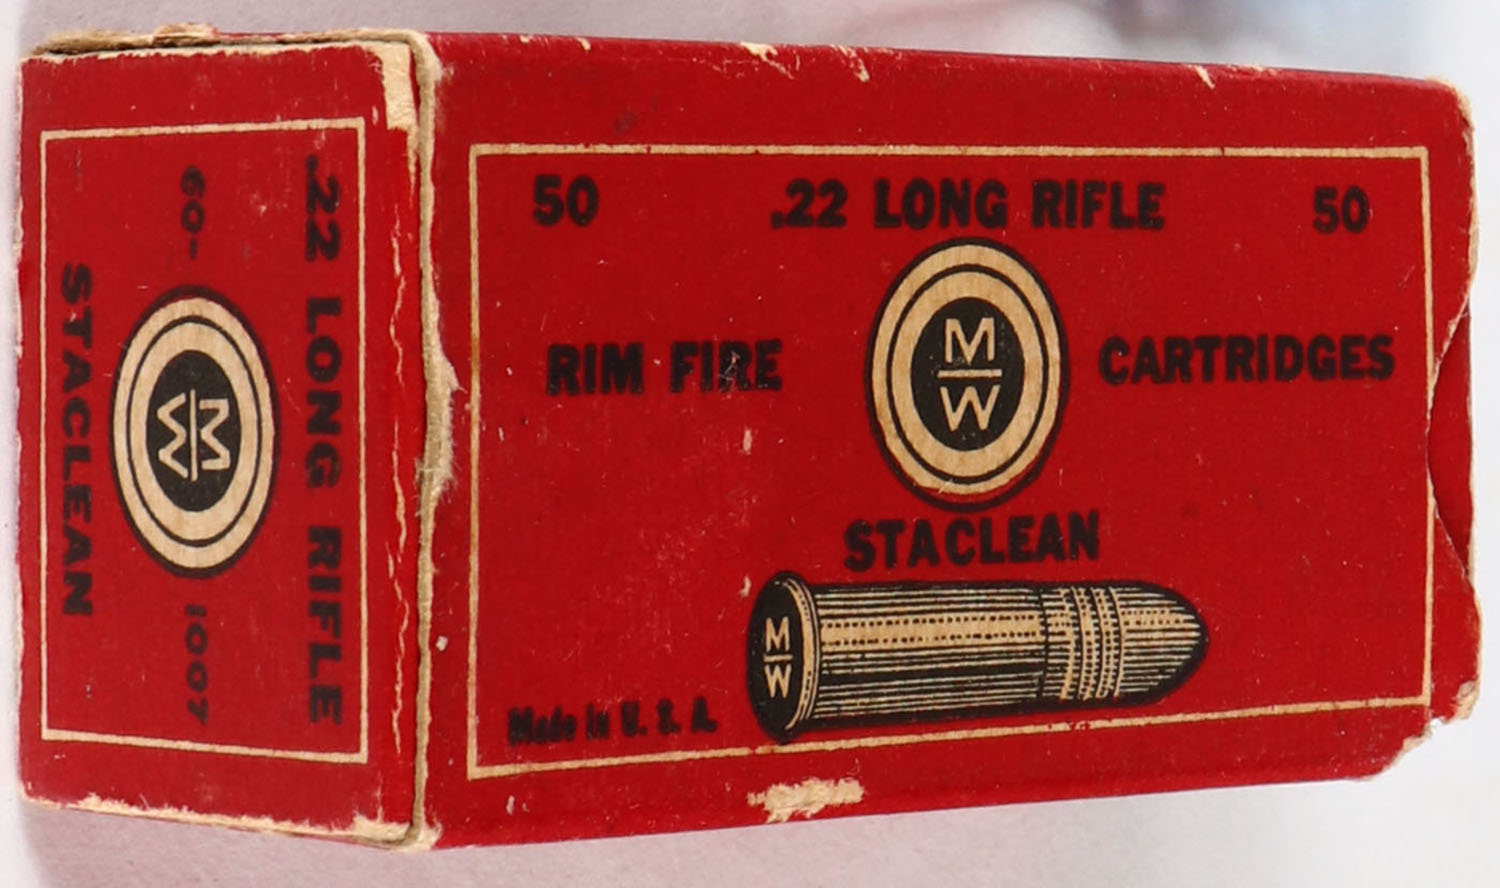 50 .22 LONG RIFLE 50
RIM FIRE M W CARTRIDGES
STACLEAN
M W
Made in U. S. A.
.22 LONG RIFLE
60- M W 1007
STACLEAN